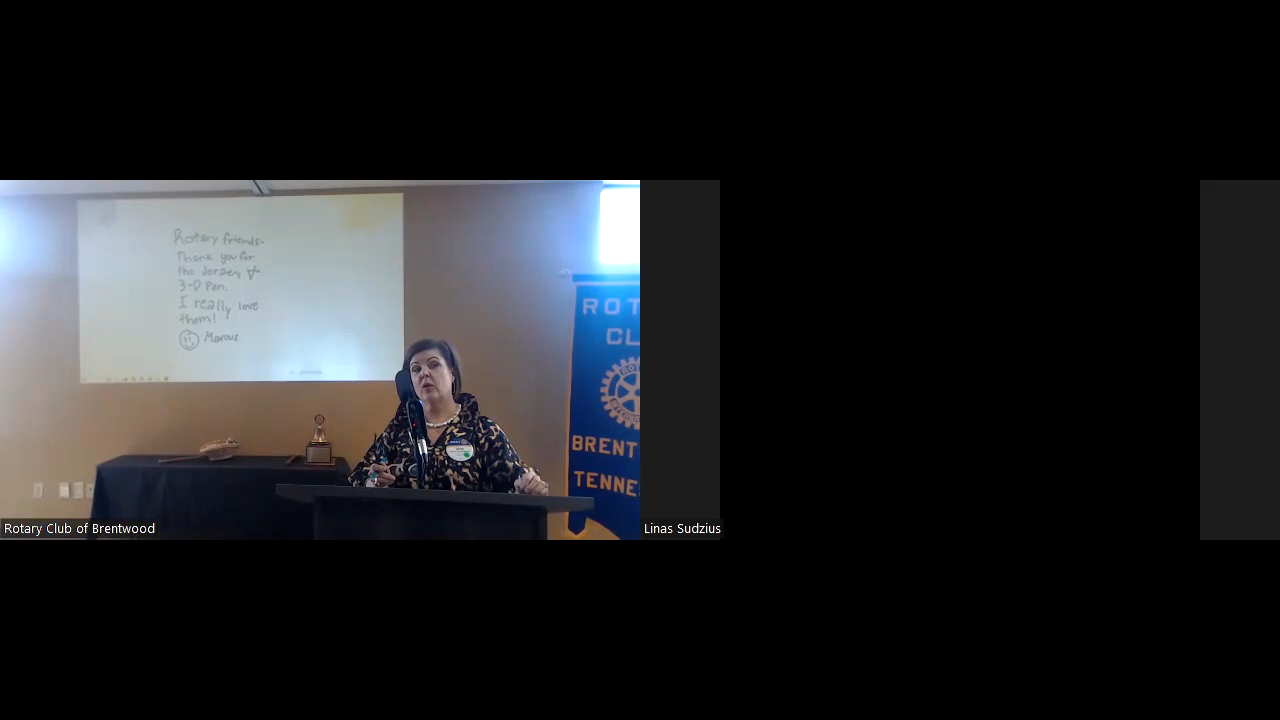 Rotary friends-
Thank you for
the Jersey +
3-D Pen.
I really love
them!
Marcus
ROT
CL
BRENT
TENNE
Rotary Club of Brentwood
Linas Sudzius